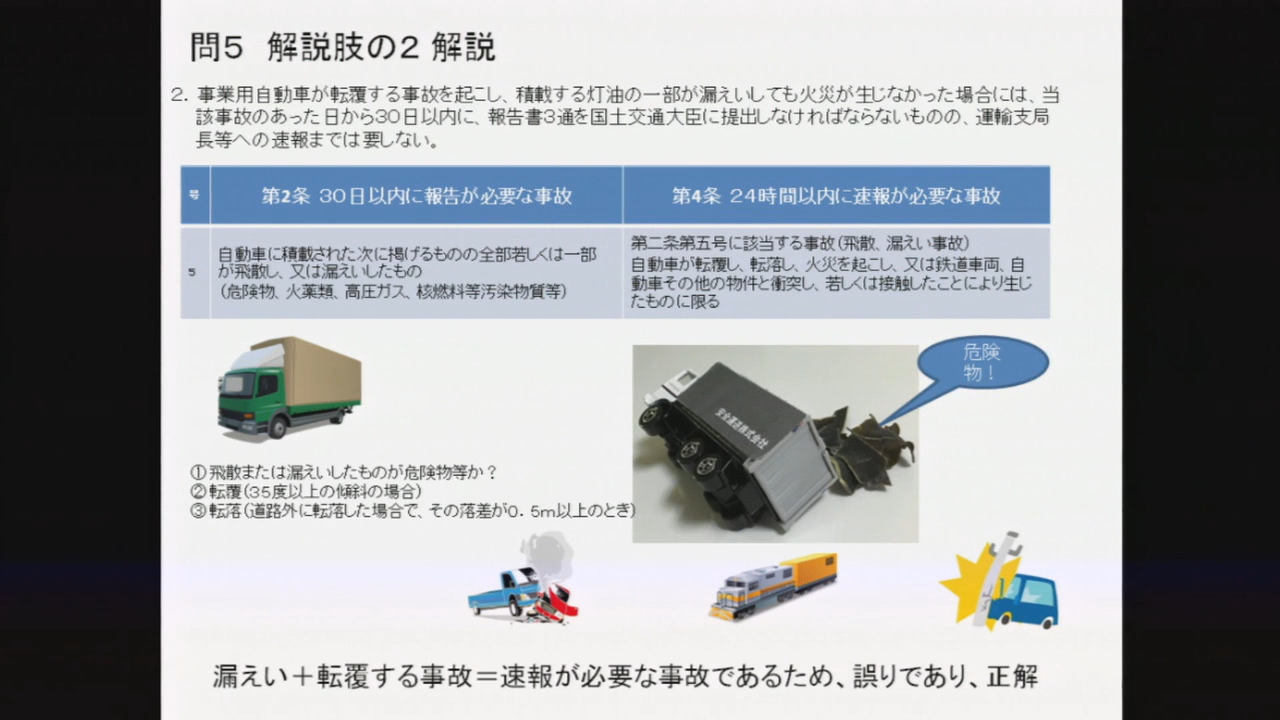 問5 解説肢の2 解説
2. 事業用自動車が転覆する事故を起こし、積載する灯油の一部が漏えいしても火災が生じなかった場合には、当
該事故のあった日から30日以内に、報告書3通を国土交通大臣に提出しなければならないものの、運輸支局
長等への速報までは要しない。
号 第2条 30日以内に報告が必要な事故 第4条 24時間以内に速報が必要な事故
5
自動車に積載された次に掲げるものの全部若しくは一部
が飛散し、又は漏えいしたもの
(危険物、火薬類、高圧ガス、核燃料等汚染物質等)
第二条第五号に該当する事故(飛散、漏えい事故)
自動車が転覆し、転落し、火災を起こし、又は鉄道車両、自
動車その他の物件と衝突し、若しくは接触したことにより生じ
たものに限る
危険
物!
安全運送株式会社
①飛散または漏えいしたものが危険物等か?
②転覆(35度以上の傾斜の場合)
③転落(道路外に転落した場合で、その落差が0.5m以上のとき)
漏えい+転覆する事故=速報が必要な事故であるため、誤りであり、正解